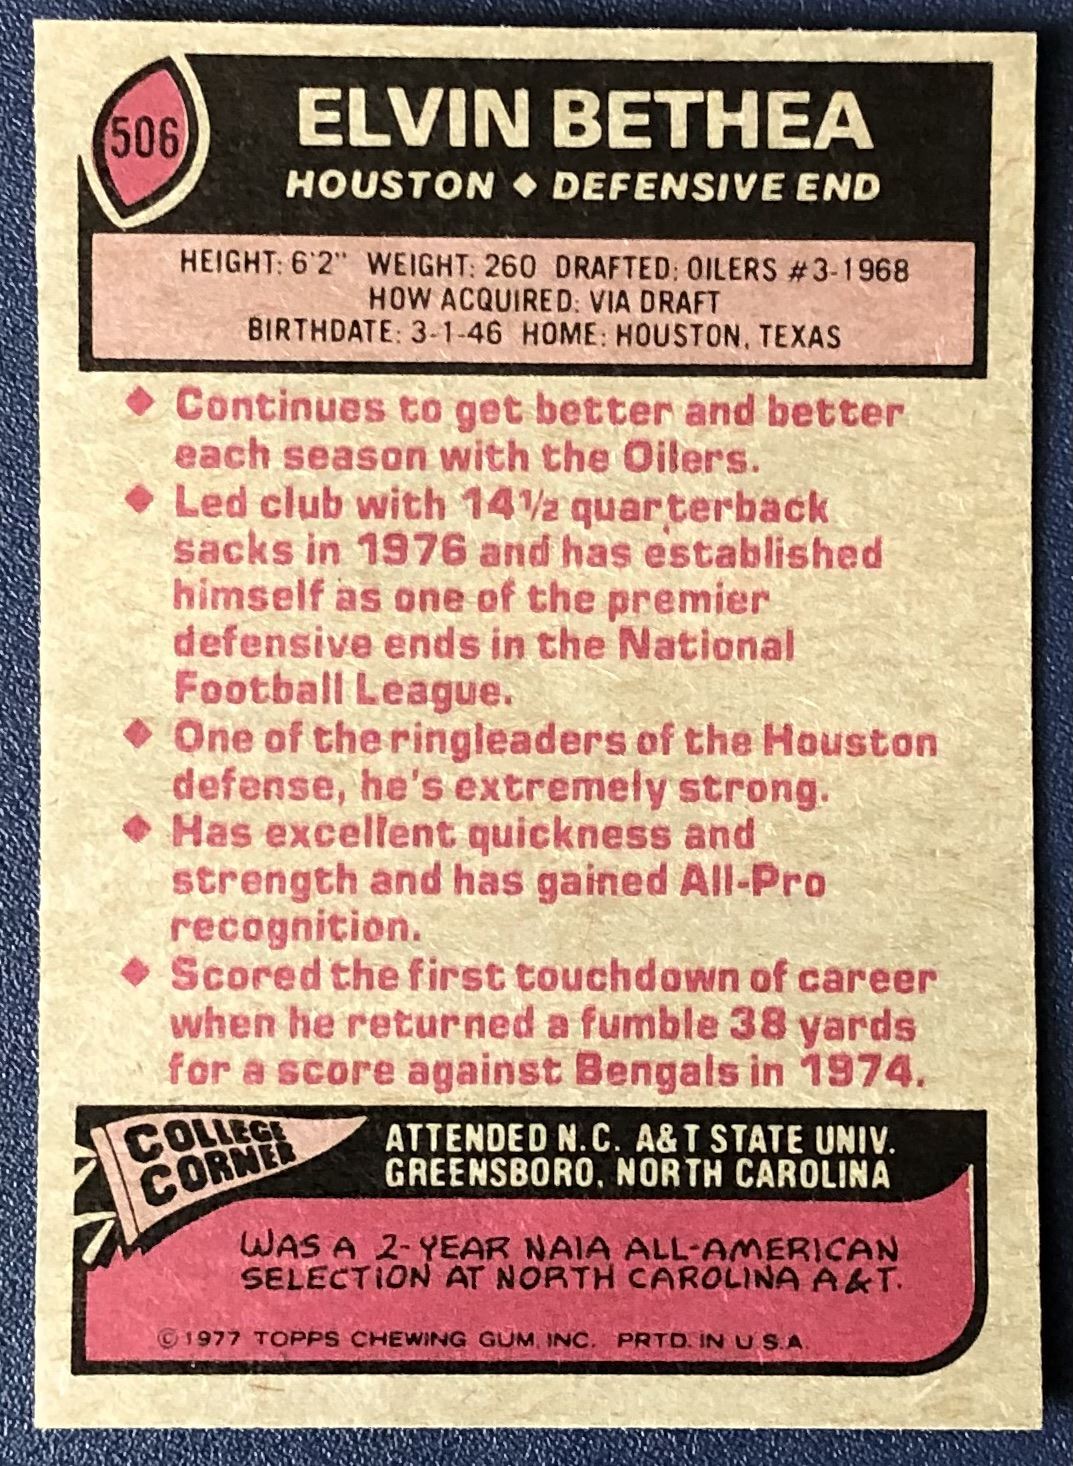 506
ELVIN BETHEA
HOUSTON ♦ DEFENSIVE END
HEIGHT: 6'2" WEIGHT: 260 DRAFTED: OILERS #3-1968
HOW ACQUIRED: VIA DRAFT
BIRTHDATE: 3-1-46 HOME: HOUSTON, TEXAS
♦ Continues to get better and better
each season with the Oilers.
♦ Led club with 14½ quarterback
sacks in 1976 and has established
himself as one of the premier
defensive ends in the National
Football League.
♦ One of the ringleaders of the Houston
defense, he's extremely strong.
♦ Has excellent quickness and
strength and has gained All-Pro
recognition.
♦ Scored the first touchdown of career
when he returned a fumble 38 yards
for a score against Bengals in 1974.
COLLEGE
CORNER
ATTENDED N.C. A&T STATE UNIV.
GREENSBORO, NORTH CAROLINA
WAS A 2-YEAR NAIA ALL-AMERICAN
SELECTION AT NORTH CAROLINA A&T.
©1977 TOPPS CHEWING GUM, INC. PRTD. IN U.S.A.